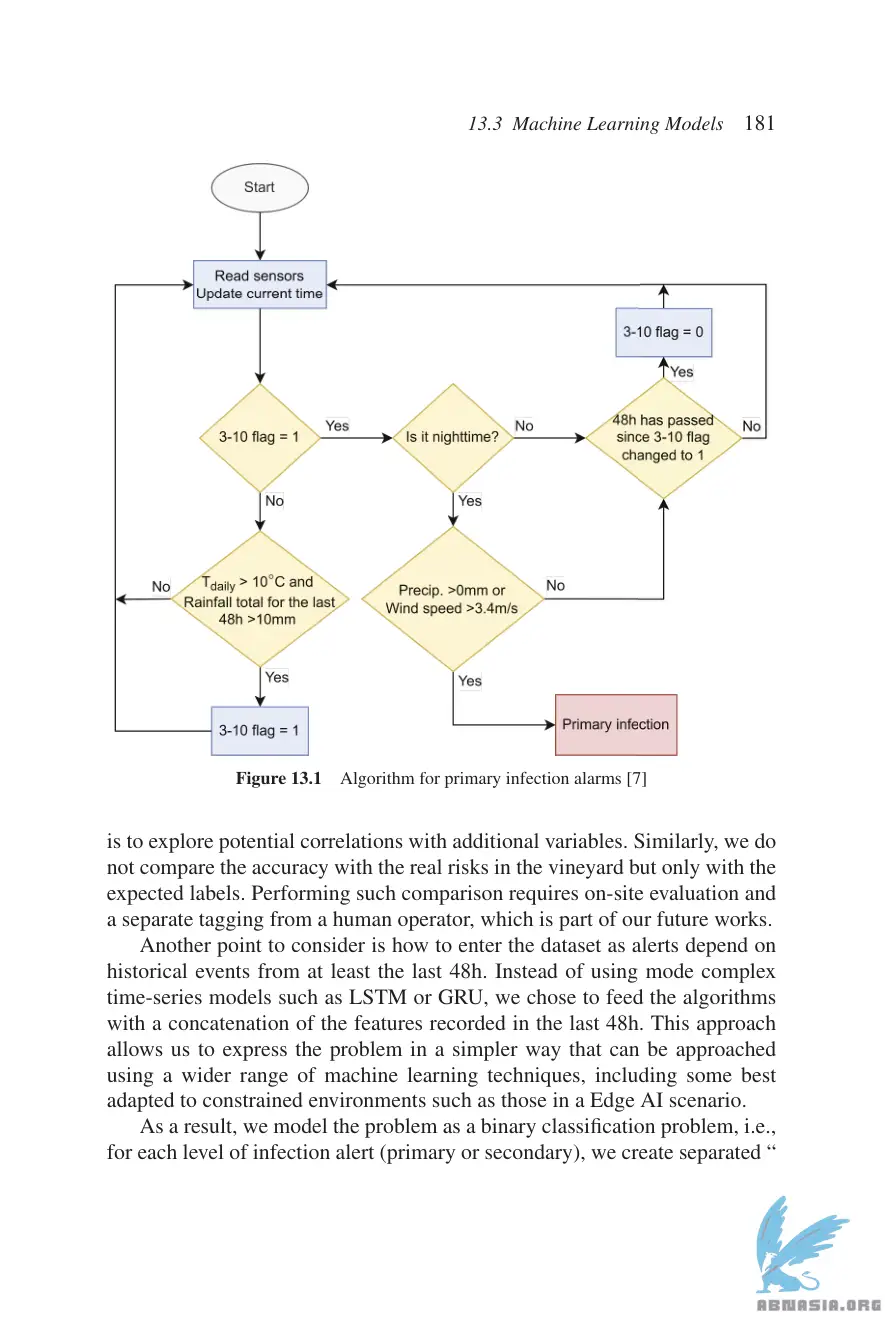 13.3 Machine Learning Models 181
Start
Read sensors
Update current time
3-10 flag = 0
Yes
3-10 flag = 1
Yes
Is it nighttime?
No
48h has passed
since 3-10 flag
changed to 1
No
No
Yes
No
Tdaily > 10°C and
Rainfall total for the last
48h >10mm
Precip. >0mm or
Wind speed >3.4m/s
No
Yes
Yes
3-10 flag = 1
Primary infection
Figure 13.1 Algorithm for primary infection alarms [7]
is to explore potential correlations with additional variables. Similarly, we do
not compare the accuracy with the real risks in the vineyard but only with the
expected labels. Performing such comparison requires on-site evaluation and
a separate tagging from a human operator, which is part of our future works.
Another point to consider is how to enter the dataset as alerts depend on
historical events from at least the last 48h. Instead of using mode complex
time-series models such as LSTM or GRU, we chose to feed the algorithms
with a concatenation of the features recorded in the last 48h. This approach
allows us to express the problem in a simpler way that can be approached
using a wider range of machine learning techniques, including some best
adapted to constrained environments such as those in a Edge AI scenario.
As a result, we model the problem as a binary classification problem, i.e.,
for each level of infection alert (primary or secondary), we create separated “
ABNASIA.ORG